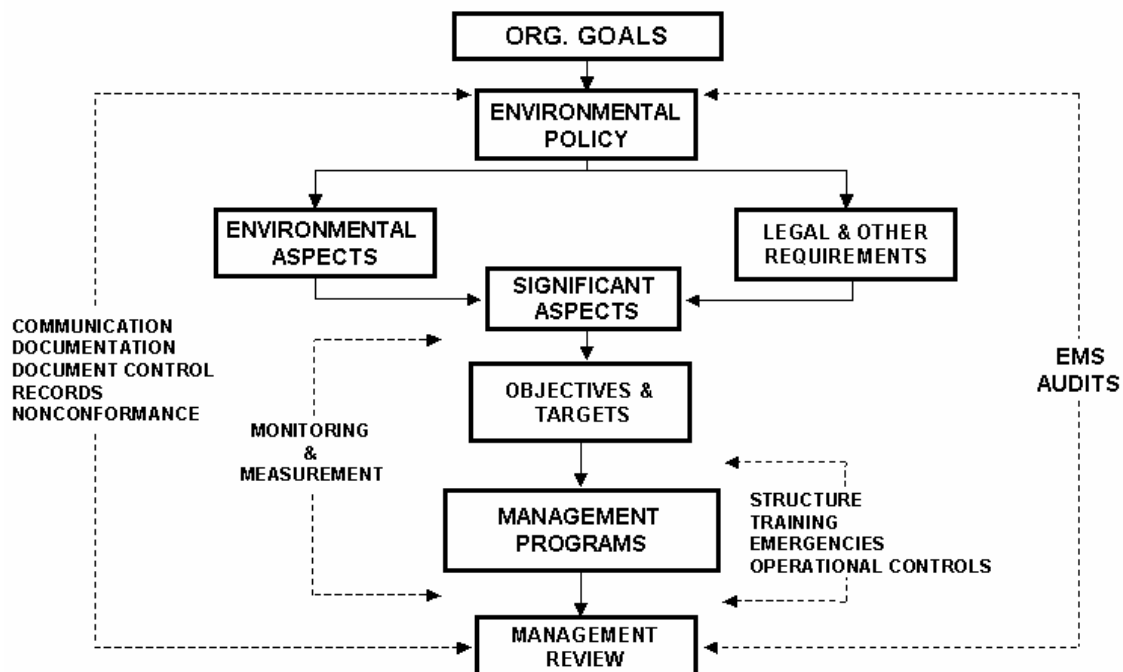 ORG. GOALS
ENVIRONMENTAL
POLICY
ENVIRONMENTAL
ASPECTS
LEGAL & OTHER
REQUIREMENTS
SIGNIFICANT
ASPECTS
COMMUNICATION
DOCUMENTATION
DOCUMENT CONTROL
RECORDS
NONCONFORMANCE
EMS
AUDITS
OBJECTIVES &
TARGETS
MONITORING
&
MEASUREMENT
MANAGEMENT
PROGRAMS
STRUCTURE
TRAINING
EMERGENCIES
OPERATIONAL CONTROLS
MANAGEMENT
REVIEW